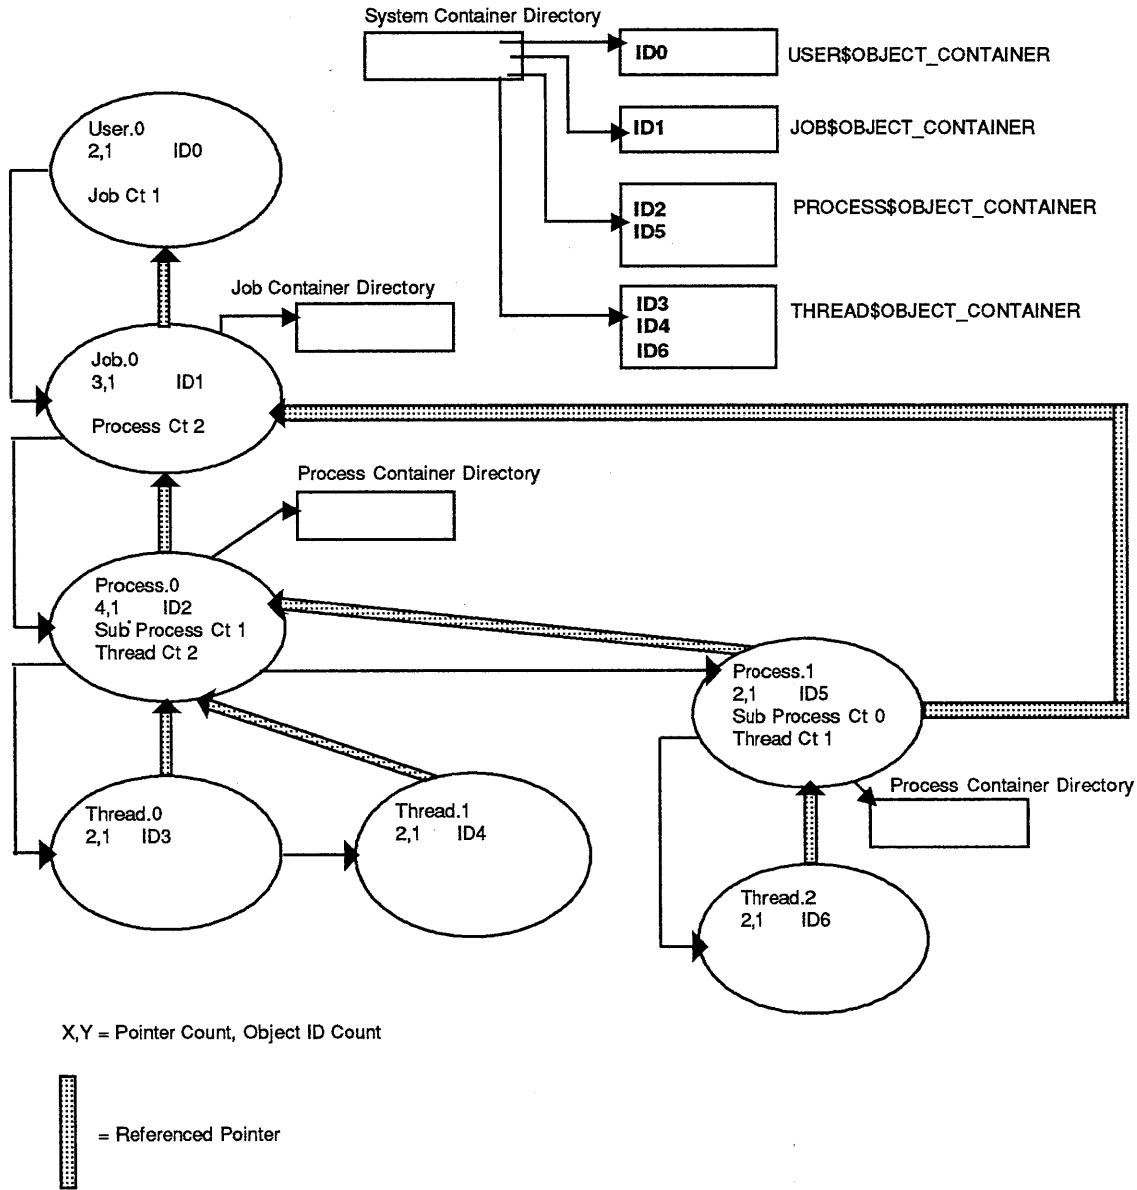 System Container Directory
ID0
USER$OBJECT_CONTAINER
ID1
JOB$OBJECT_CONTAINER
ID2
ID5
PROCESS$OBJECT_CONTAINER
ID3
ID4
ID6
THREAD$OBJECT_CONTAINER
User.0
2,1 ID0
Job Ct 1
Job Container Directory
Job.0
3,1 ID1
Process Ct 2
Process Container Directory
Process.0
4,1 ID2
Sub Process Ct 1
Thread Ct 2
Process.1
2,1 ID5
Sub Process Ct 0
Thread Ct 1
Process Container Directory
Thread.0
2,1 ID3
Thread.1
2,1 ID4
Thread.2
2,1 ID6
X,Y = Pointer Count, Object ID Count
= Referenced Pointer